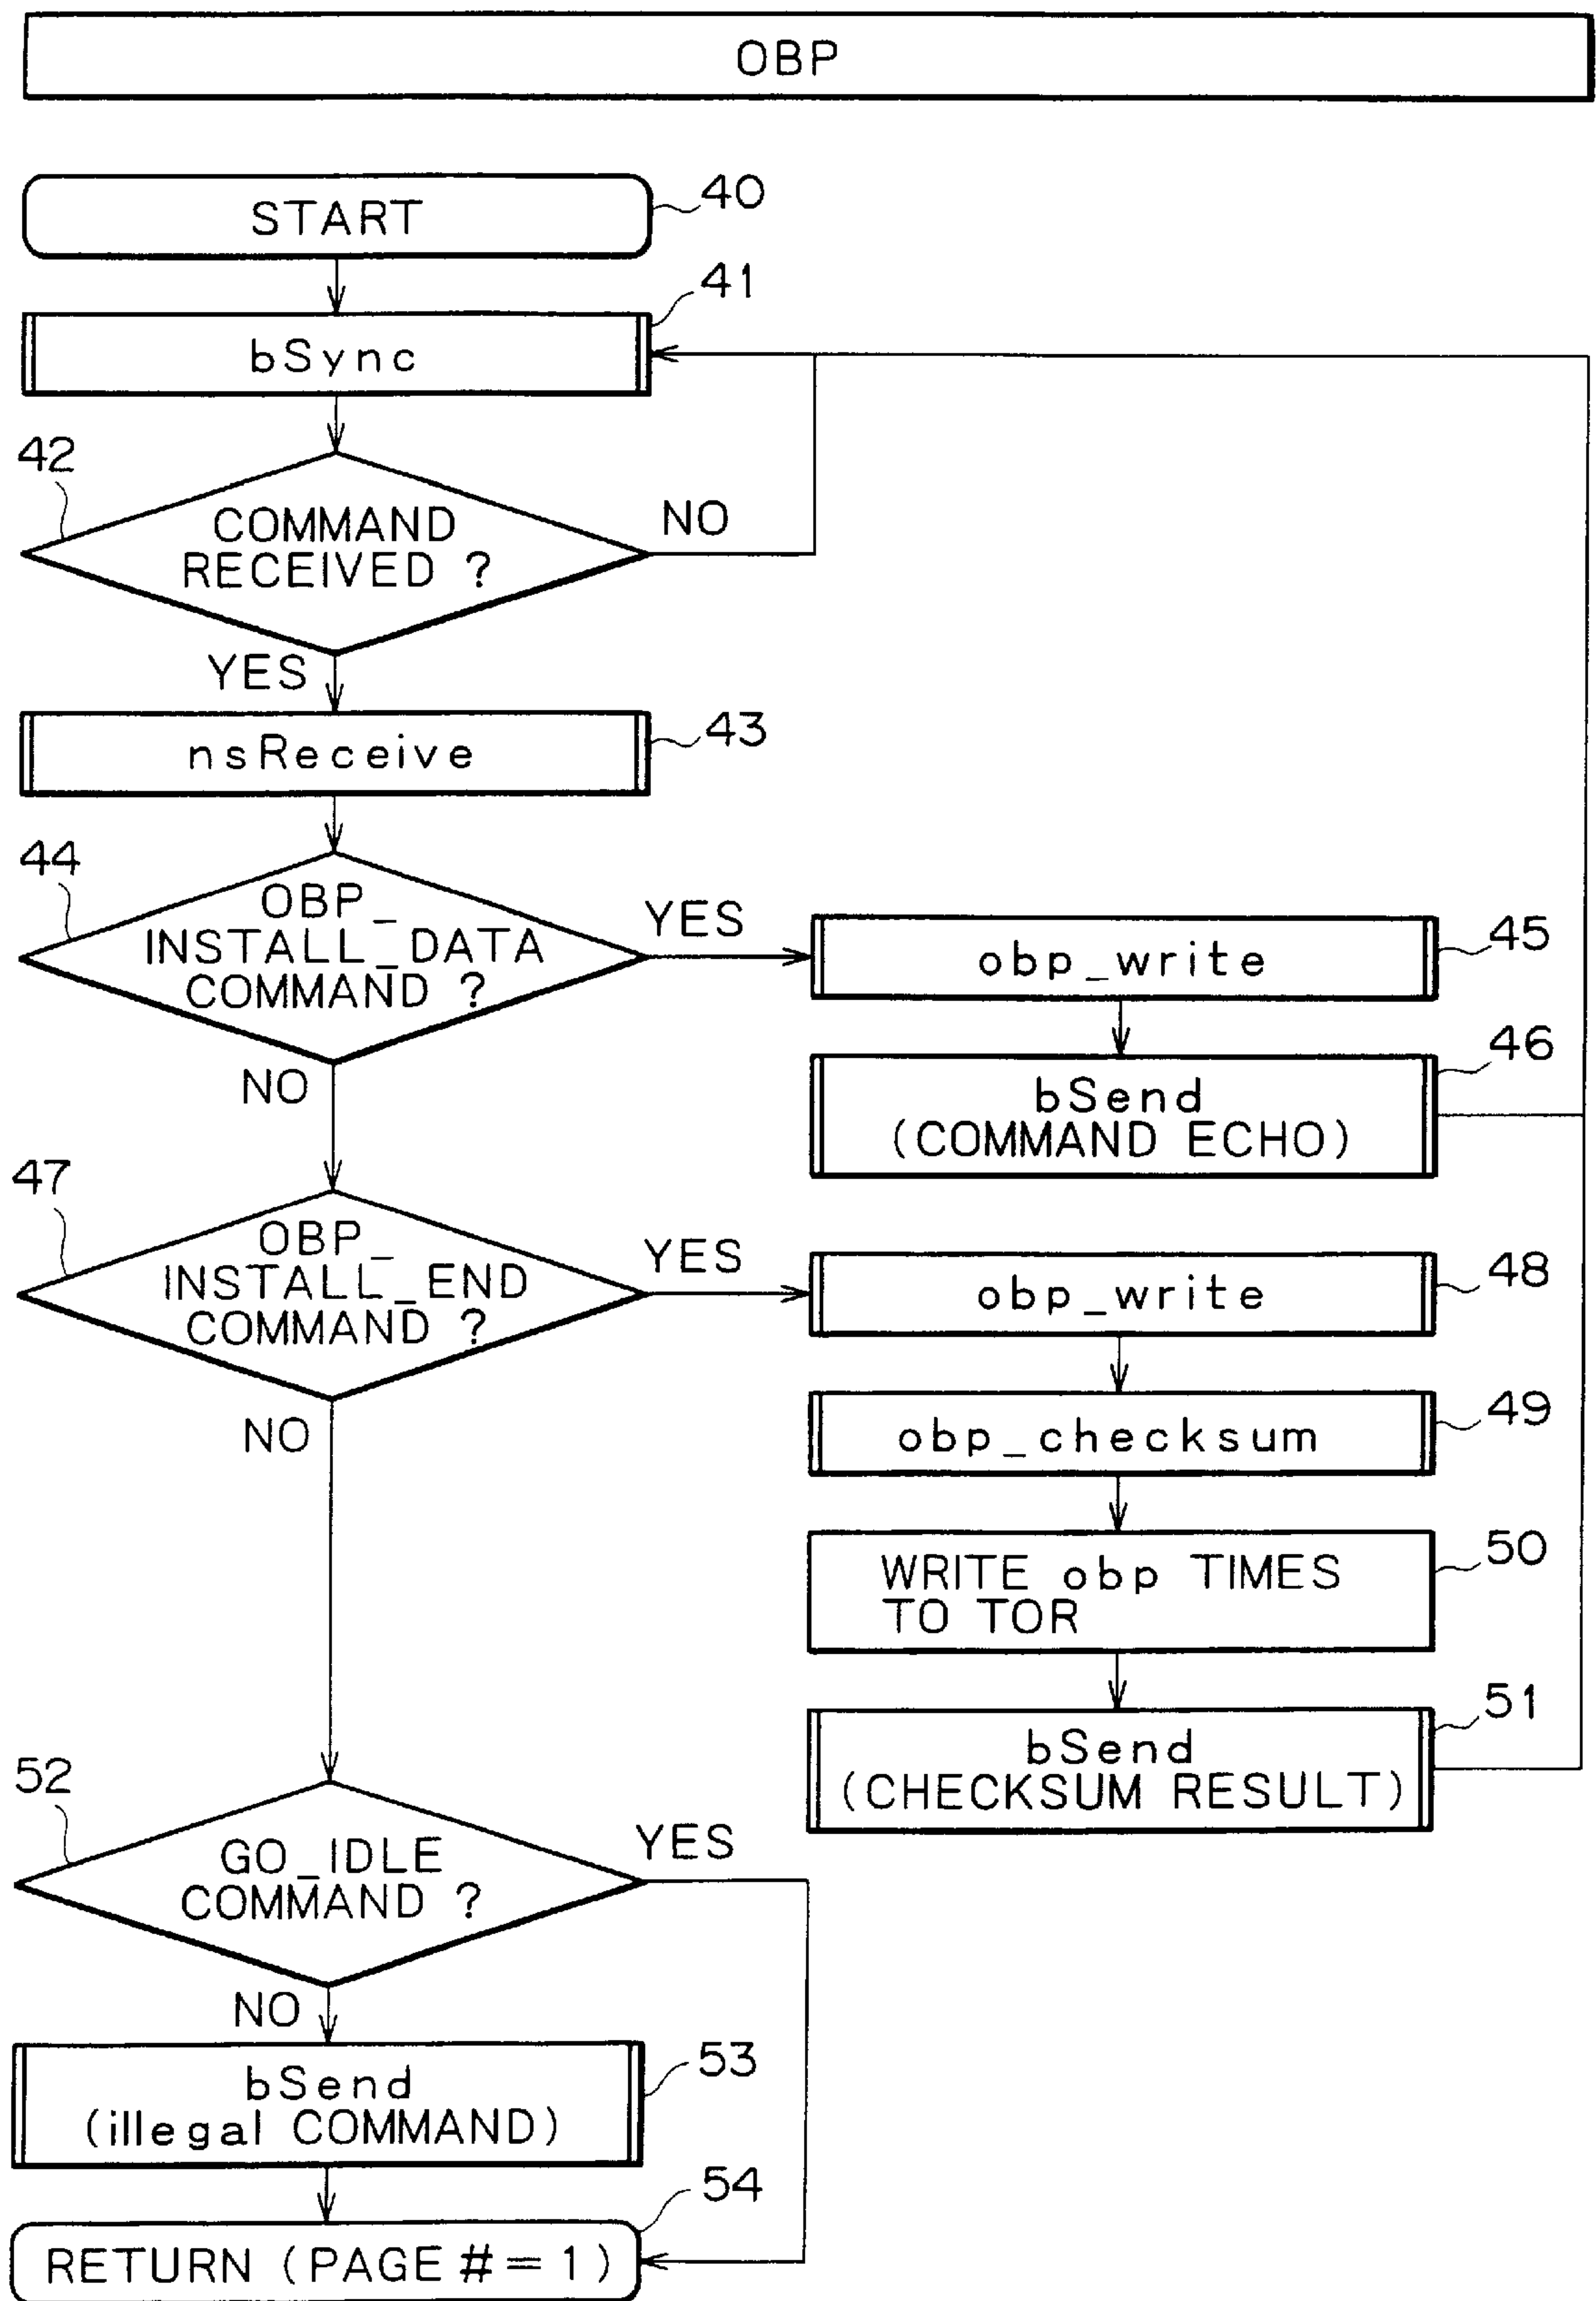 OBP
START
40
41
bSync
42
COMMAND
RECEIVED ?
NO
YES
nsReceive
43
44
OBP_
INSTALL_DATA
COMMAND ?
YES
NO
obp_write
45
bSend
(COMMAND ECHO)
46
47
OBP_
INSTALL_END
COMMAND ?
YES
NO
obp_write
48
obp_checksum
49
WRITE obp TIMES
TO TOR
50
bSend
(CHECKSUM RESULT)
51
52
GO_IDLE
COMMAND ?
YES
NO
bSend
(illegal COMMAND)
53
54
RETURN (PAGE # = 1)